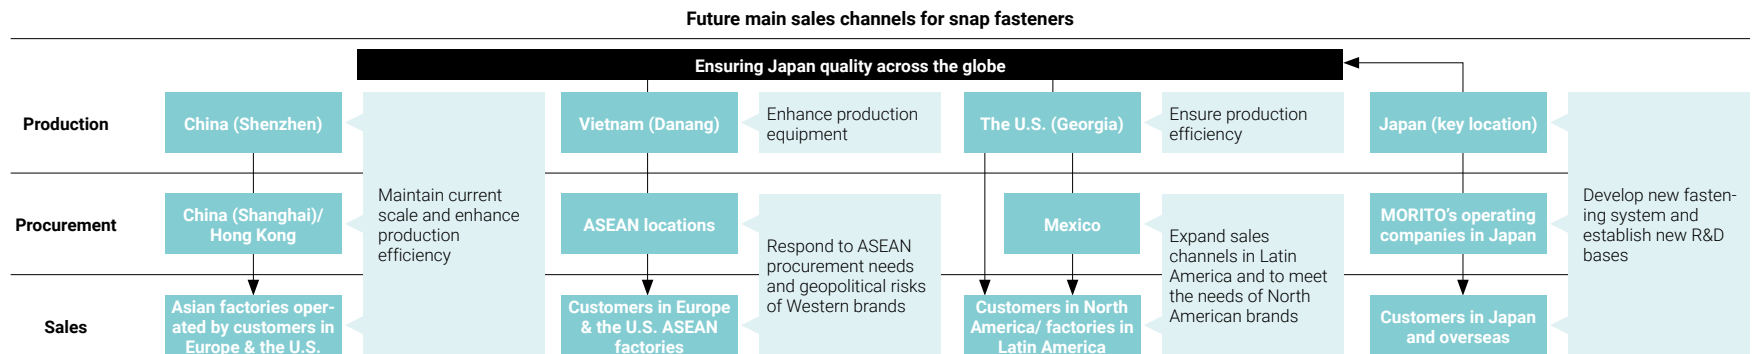 Future main sales channels for snap fasteners
Ensuring Japan quality across the globe
Production
China (Shenzhen)
Vietnam (Danang)
Enhance production
equipment
The U.S. (Georgia)
Ensure production
efficiency
Japan (key location)
Maintain current
scale and enhance
production
efficiency
Develop new fasten-
ing system and
establish new R&D
bases
Procurement
China (Shanghai)/
Hong Kong
ASEAN locations
Respond to ASEAN
procurement needs
and geopolitical risks
of Western brands
Mexico
Expand sales
channels in Latin
America and to meet
the needs of North
American brands
MORITO's operating
companies in Japan
Sales
Asian factories oper-
ated by customers in
Europe & the U.S.
Customers in Europe
& the U.S. ASEAN
factories
Customers in North
America/ factories in
Latin America
Customers in Japan
and overseas